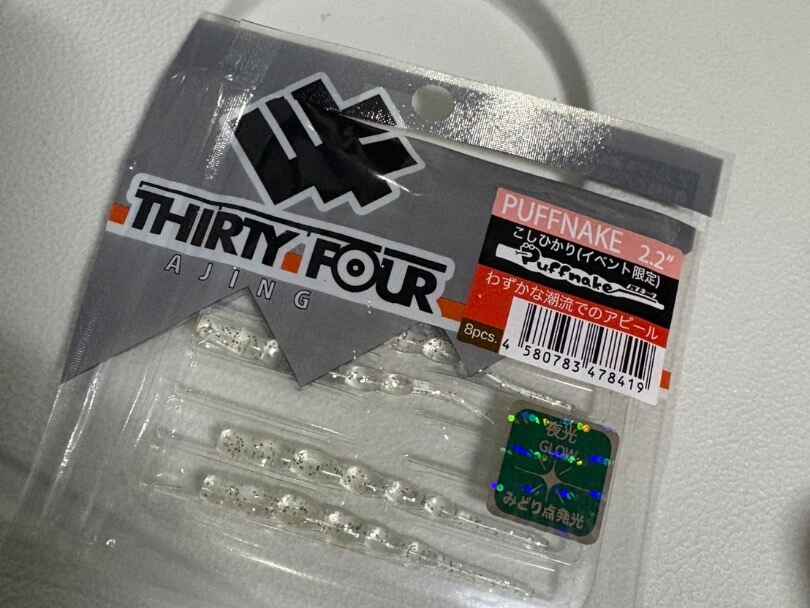 THIRTY FOUR
AJING
PUFFNAKE 2.2"
こしひかり(イベント限定)
Puffnake
わずかな潮流でのアピール
8pcs.
4 580783 478419
夜光
GLOW
みどり点発光